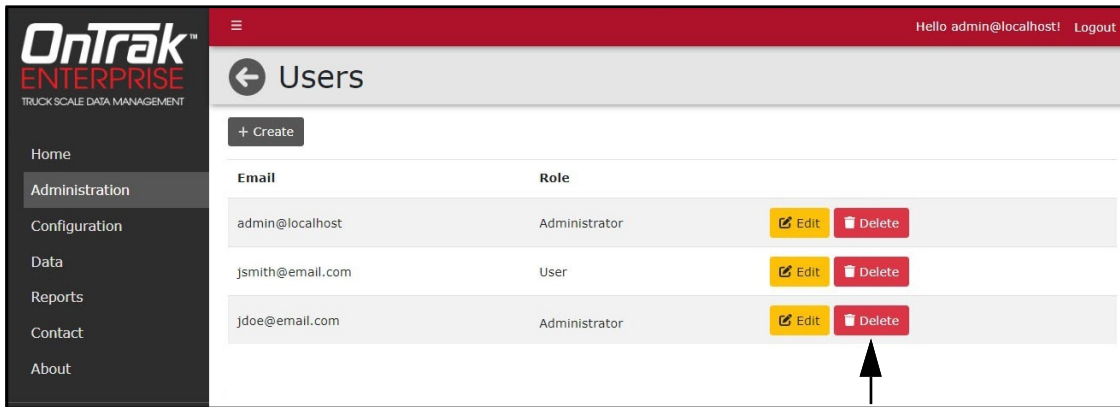 OnTrak™
ENTERPRISE
TRUCK SCALE DATA MANAGEMENT
Home
Administration
Configuration
Data
Reports
Contact
About
Hello admin@localhost! Logout
Users
+ Create
Email Role
admin@localhost Administrator Edit Delete
jsmith@email.com User Edit Delete
jdoe@email.com Administrator Edit Delete